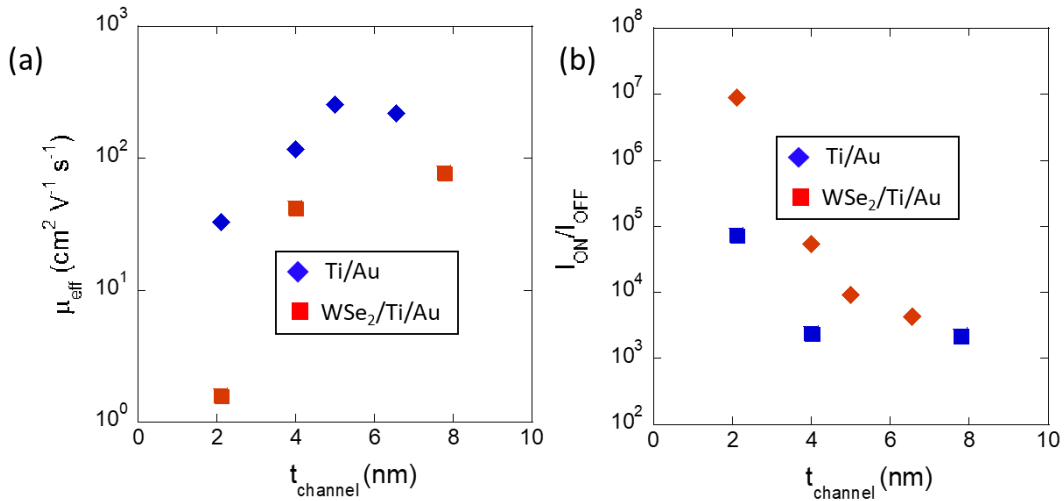 (a)
10³
10²
10¹
10⁰
μeff (cm² V⁻¹ s⁻¹)
Ti/Au
WSe₂/Ti/Au
0 2 4 6 8 10
tchannel (nm)
(b)
10⁸
10⁷
10⁶
10⁵
10⁴
10³
10²
ION/IOFF
Ti/Au
WSe₂/Ti/Au
0 2 4 6 8 10
tchannel (nm)